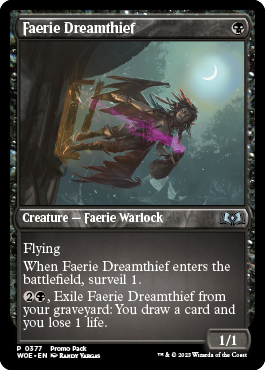 Faerie Dreamthief
Creature — Faerie Warlock
Flying
When Faerie Dreamthief enters the
battlefield, surveil 1.
2, Exile Faerie Dreamthief from
your graveyard: You draw a card and
you lose 1 life.
1/1
P 0377 Promo Pack
WOE • EN Randy Vargas
™ & © 2023 Wizards of the Coast